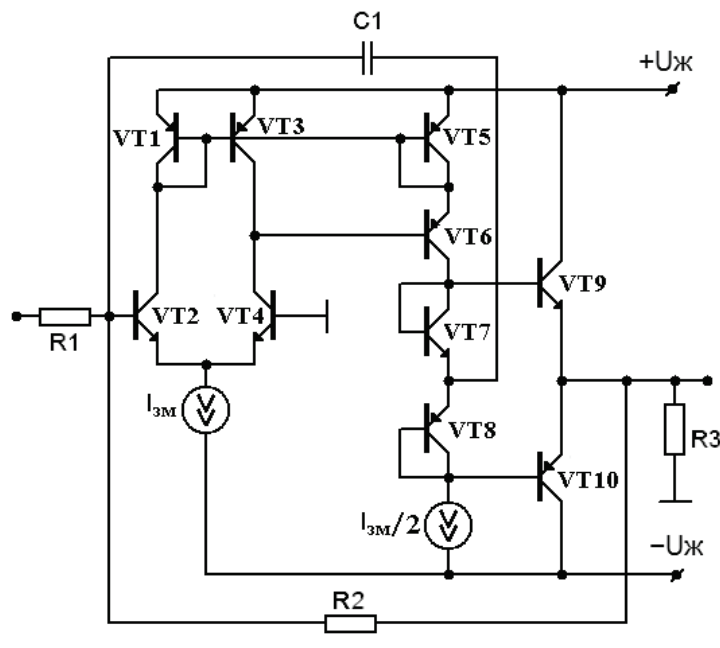 C1
+Uж
VT1
VT3
VT5
VT6
VT2
VT4
VT7
VT9
R1
Iзм
VT8
R3
VT10
Iзм/2
−Uж
R2